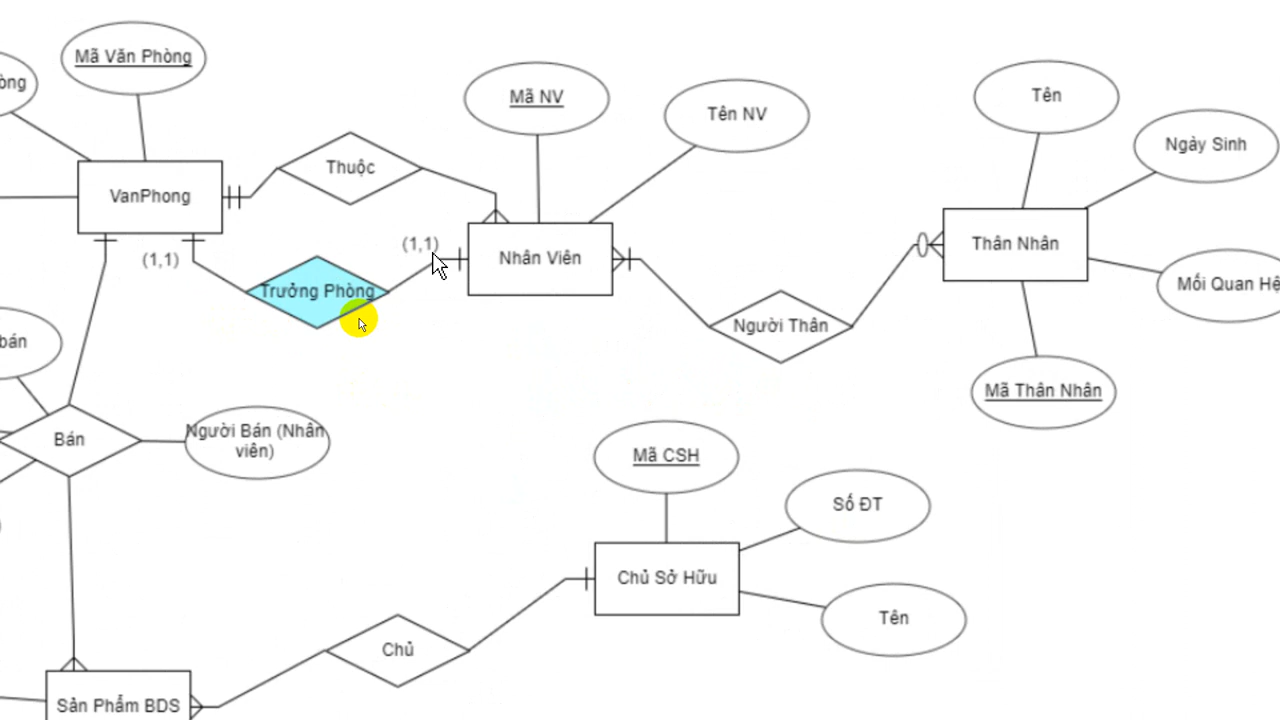 Mã Văn Phòng
Mã NV
Tên NV
Tên
Ngày Sinh
Thuộc
VanPhong
(1,1)
(1,1)
Nhân Viên
Thân Nhân
Trưởng Phòng
Mối Quan Hệ
Người Thân
bán
Mã Thân Nhân
Bán
Người Bán (Nhân
viên)
Mã CSH
Số ĐT
Chủ Sở Hữu
Tên
Chủ
Sản Phẩm BDS